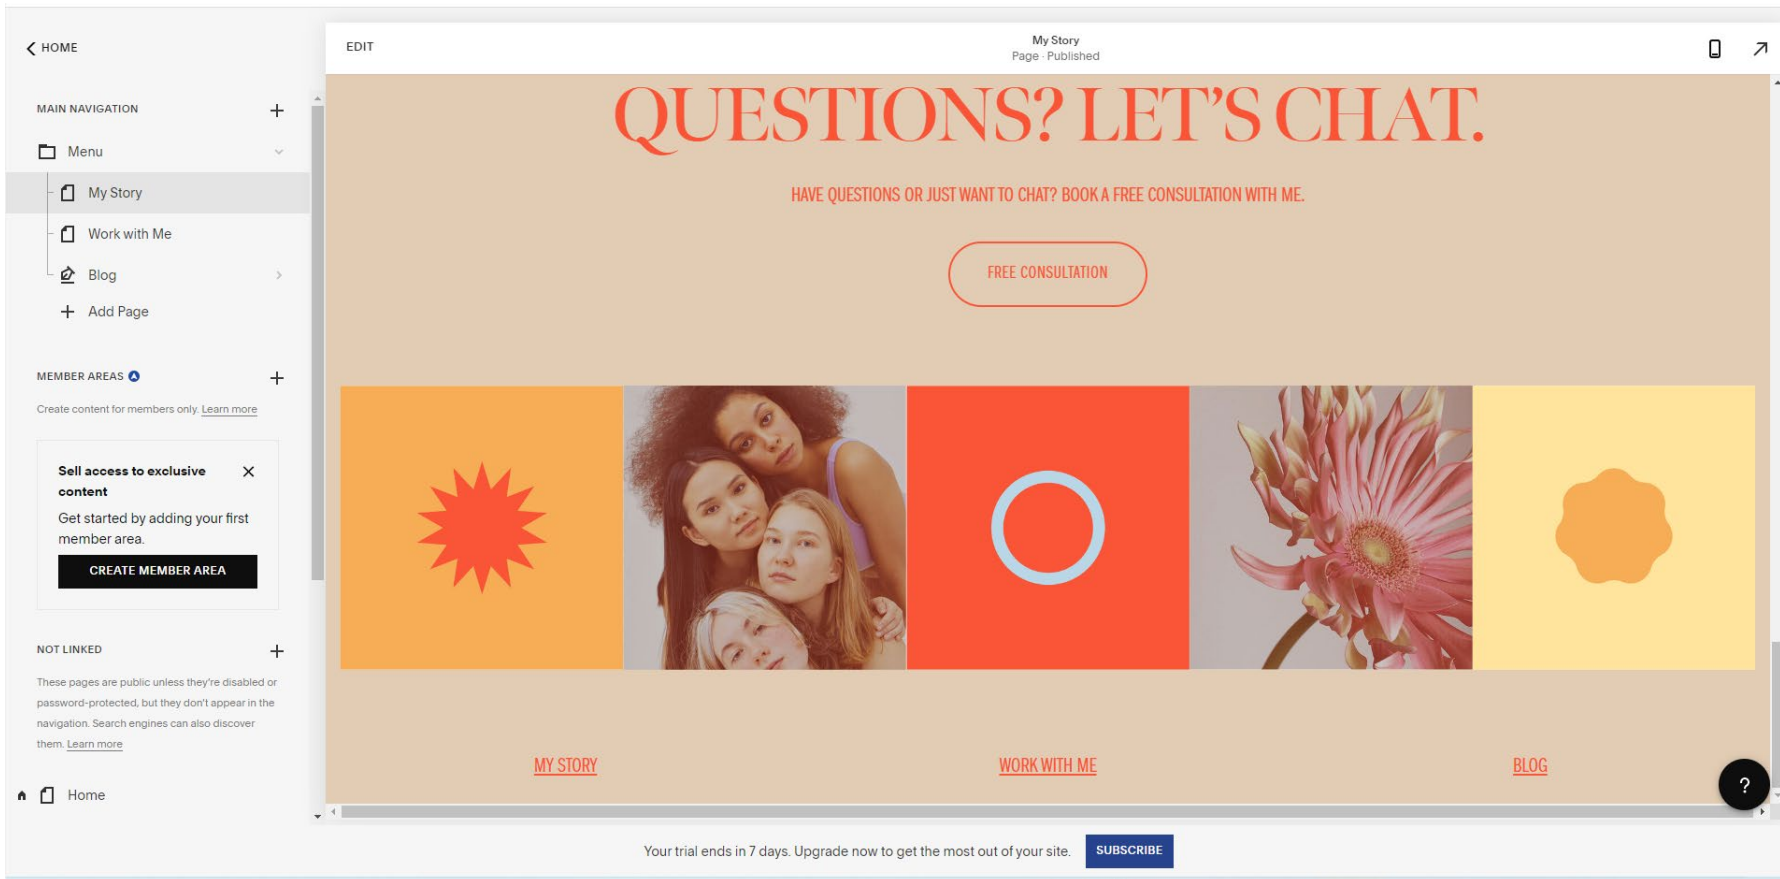 HOME
MAIN NAVIGATION
Menu
My Story
Work with Me
Blog
Add Page
MEMBER AREAS
Create content for members only. Learn more
Sell access to exclusive
content
Get started by adding your first
member area.
CREATE MEMBER AREA
NOT LINKED
These pages are public unless they're disabled or
password-protected, but they don't appear in the
navigation. Search engines can also discover
them. Learn more
Home
EDIT
My Story
Page · Published
QUESTIONS? LET'S CHAT.
HAVE QUESTIONS OR JUST WANT TO CHAT? BOOK A FREE CONSULTATION WITH ME.
FREE CONSULTATION
MY STORY
WORK WITH ME
BLOG
?
Your trial ends in 7 days. Upgrade now to get the most out of your site.
SUBSCRIBE